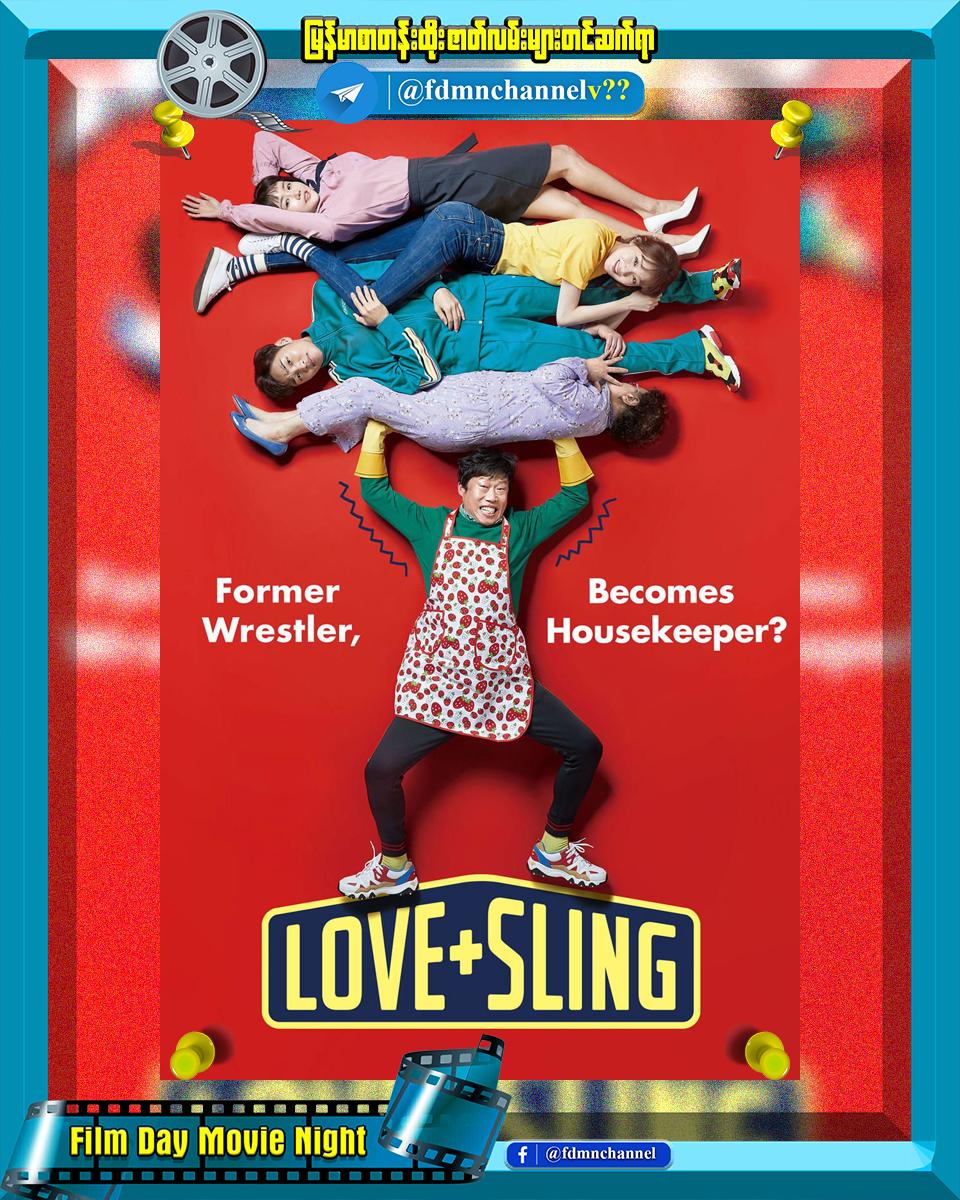 မြန်မာစာတန်းထိုးဇာတ်လမ်းများတင်ဆက်ရာ
@fdmnchannelv??
Former
Wrestler,
Becomes
Housekeeper?
LOVE+SLING
Film Day Movie Night
@fdmnchannel